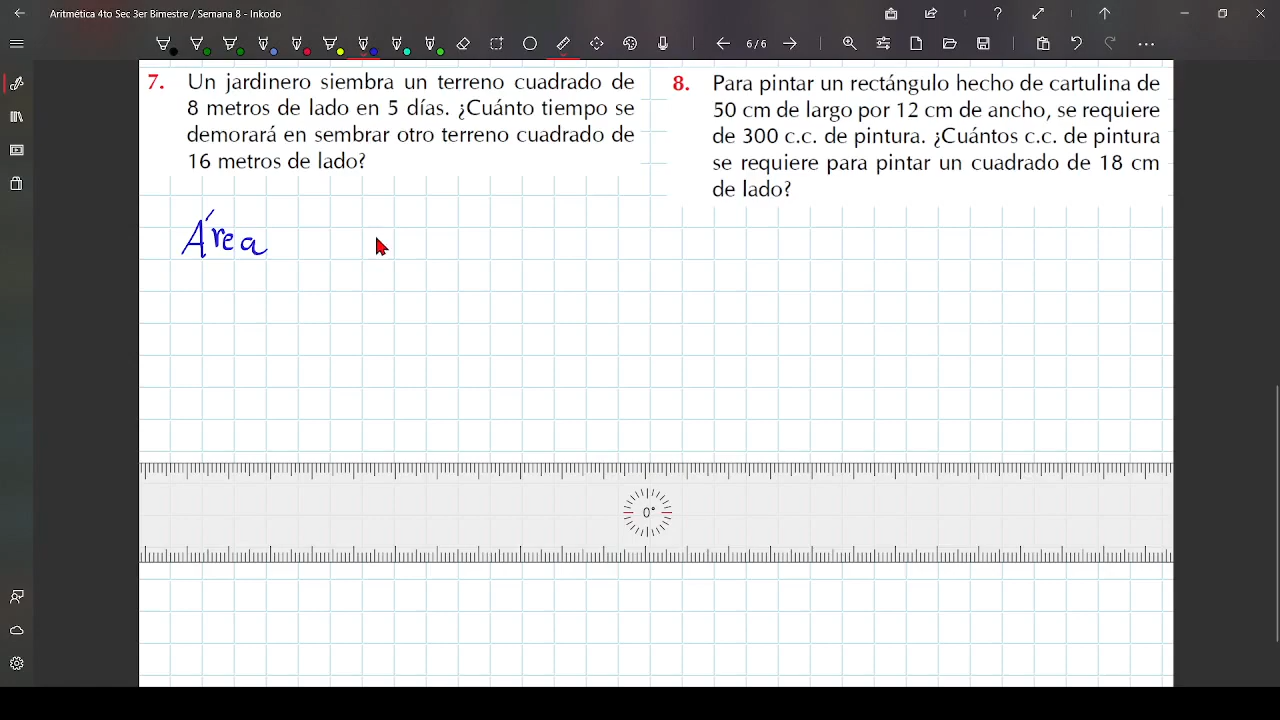 Aritmética 4to Sec 3er Bimestre / Semana 8 - Inkodo
6/6
7. Un jardinero siembra un terreno cuadrado de
8 metros de lado en 5 días. ¿Cuánto tiempo se
demorará en sembrar otro terreno cuadrado de
16 metros de lado?
Área
8. Para pintar un rectángulo hecho de cartulina de
50 cm de largo por 12 cm de ancho, se requiere
de 300 c.c. de pintura. ¿Cuántos c.c. de pintura
se requiere para pintar un cuadrado de 18 cm
de lado?
0°